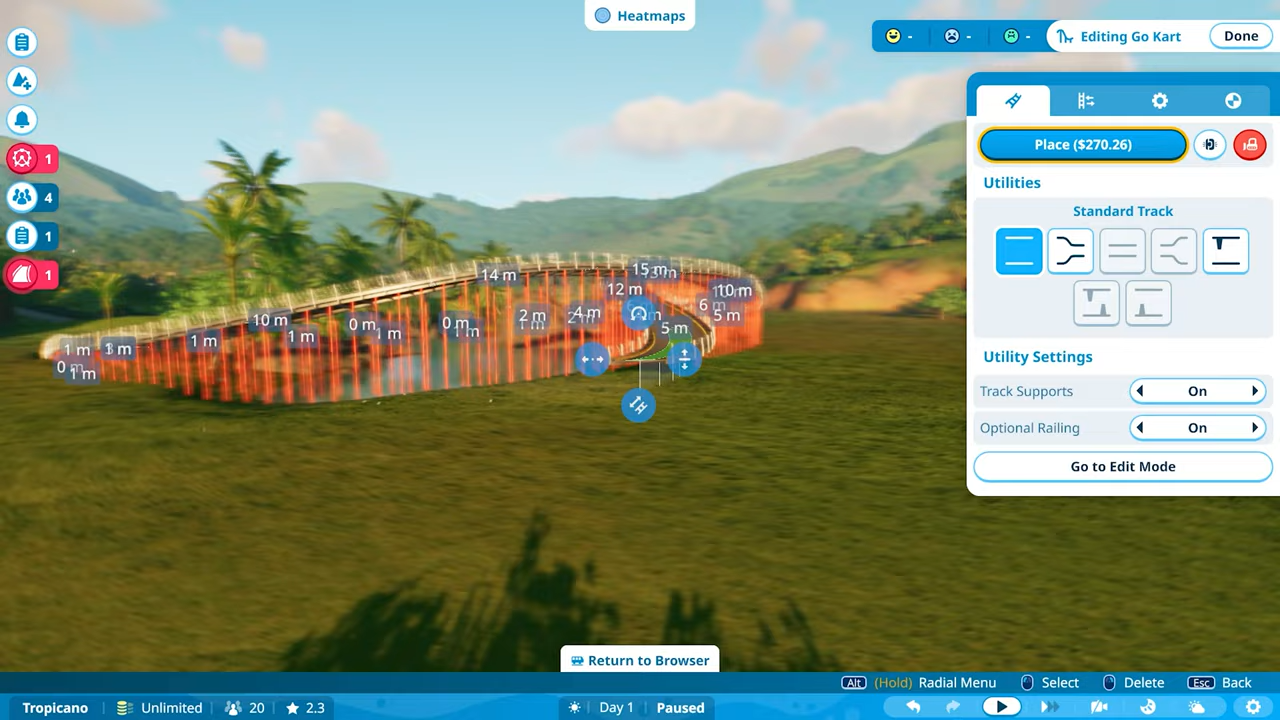 Heatmaps
-
-
-
Editing Go Kart
Done
1
4
1
1
Place ($270.26)
Utilities
Standard Track
Utility Settings
Track Supports
On
Optional Railing
On
Go to Edit Mode
14 m
15 m
12 m
10 m
6 m
5 m
5 m
10 m
0 m
1 m
0 m
1 m
2 m
4 m
1 m
1 m
1 m
0 m
1 m
Return to Browser
Alt (Hold) Radial Menu Select Delete Esc Back
Tropicano Unlimited 20 2.3 Day 1 Paused